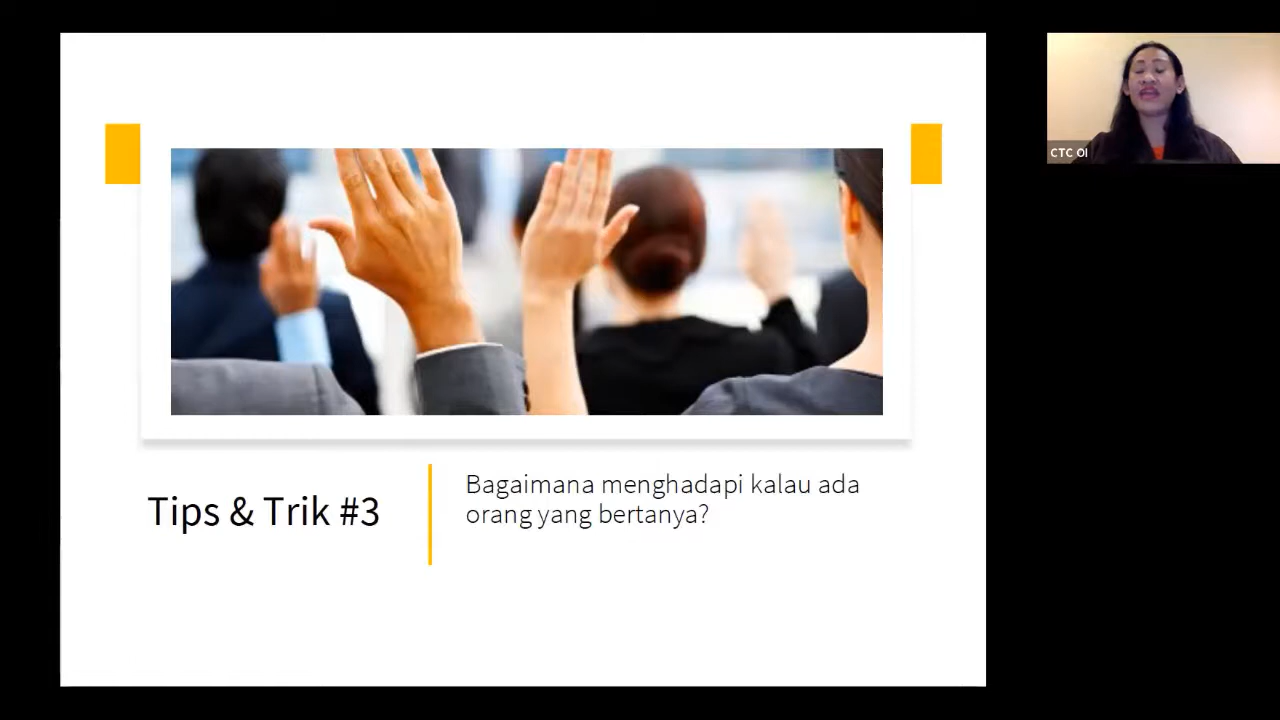 CTC OI
Tips & Trik #3
Bagaimana menghadapi kalau ada
orang yang bertanya?